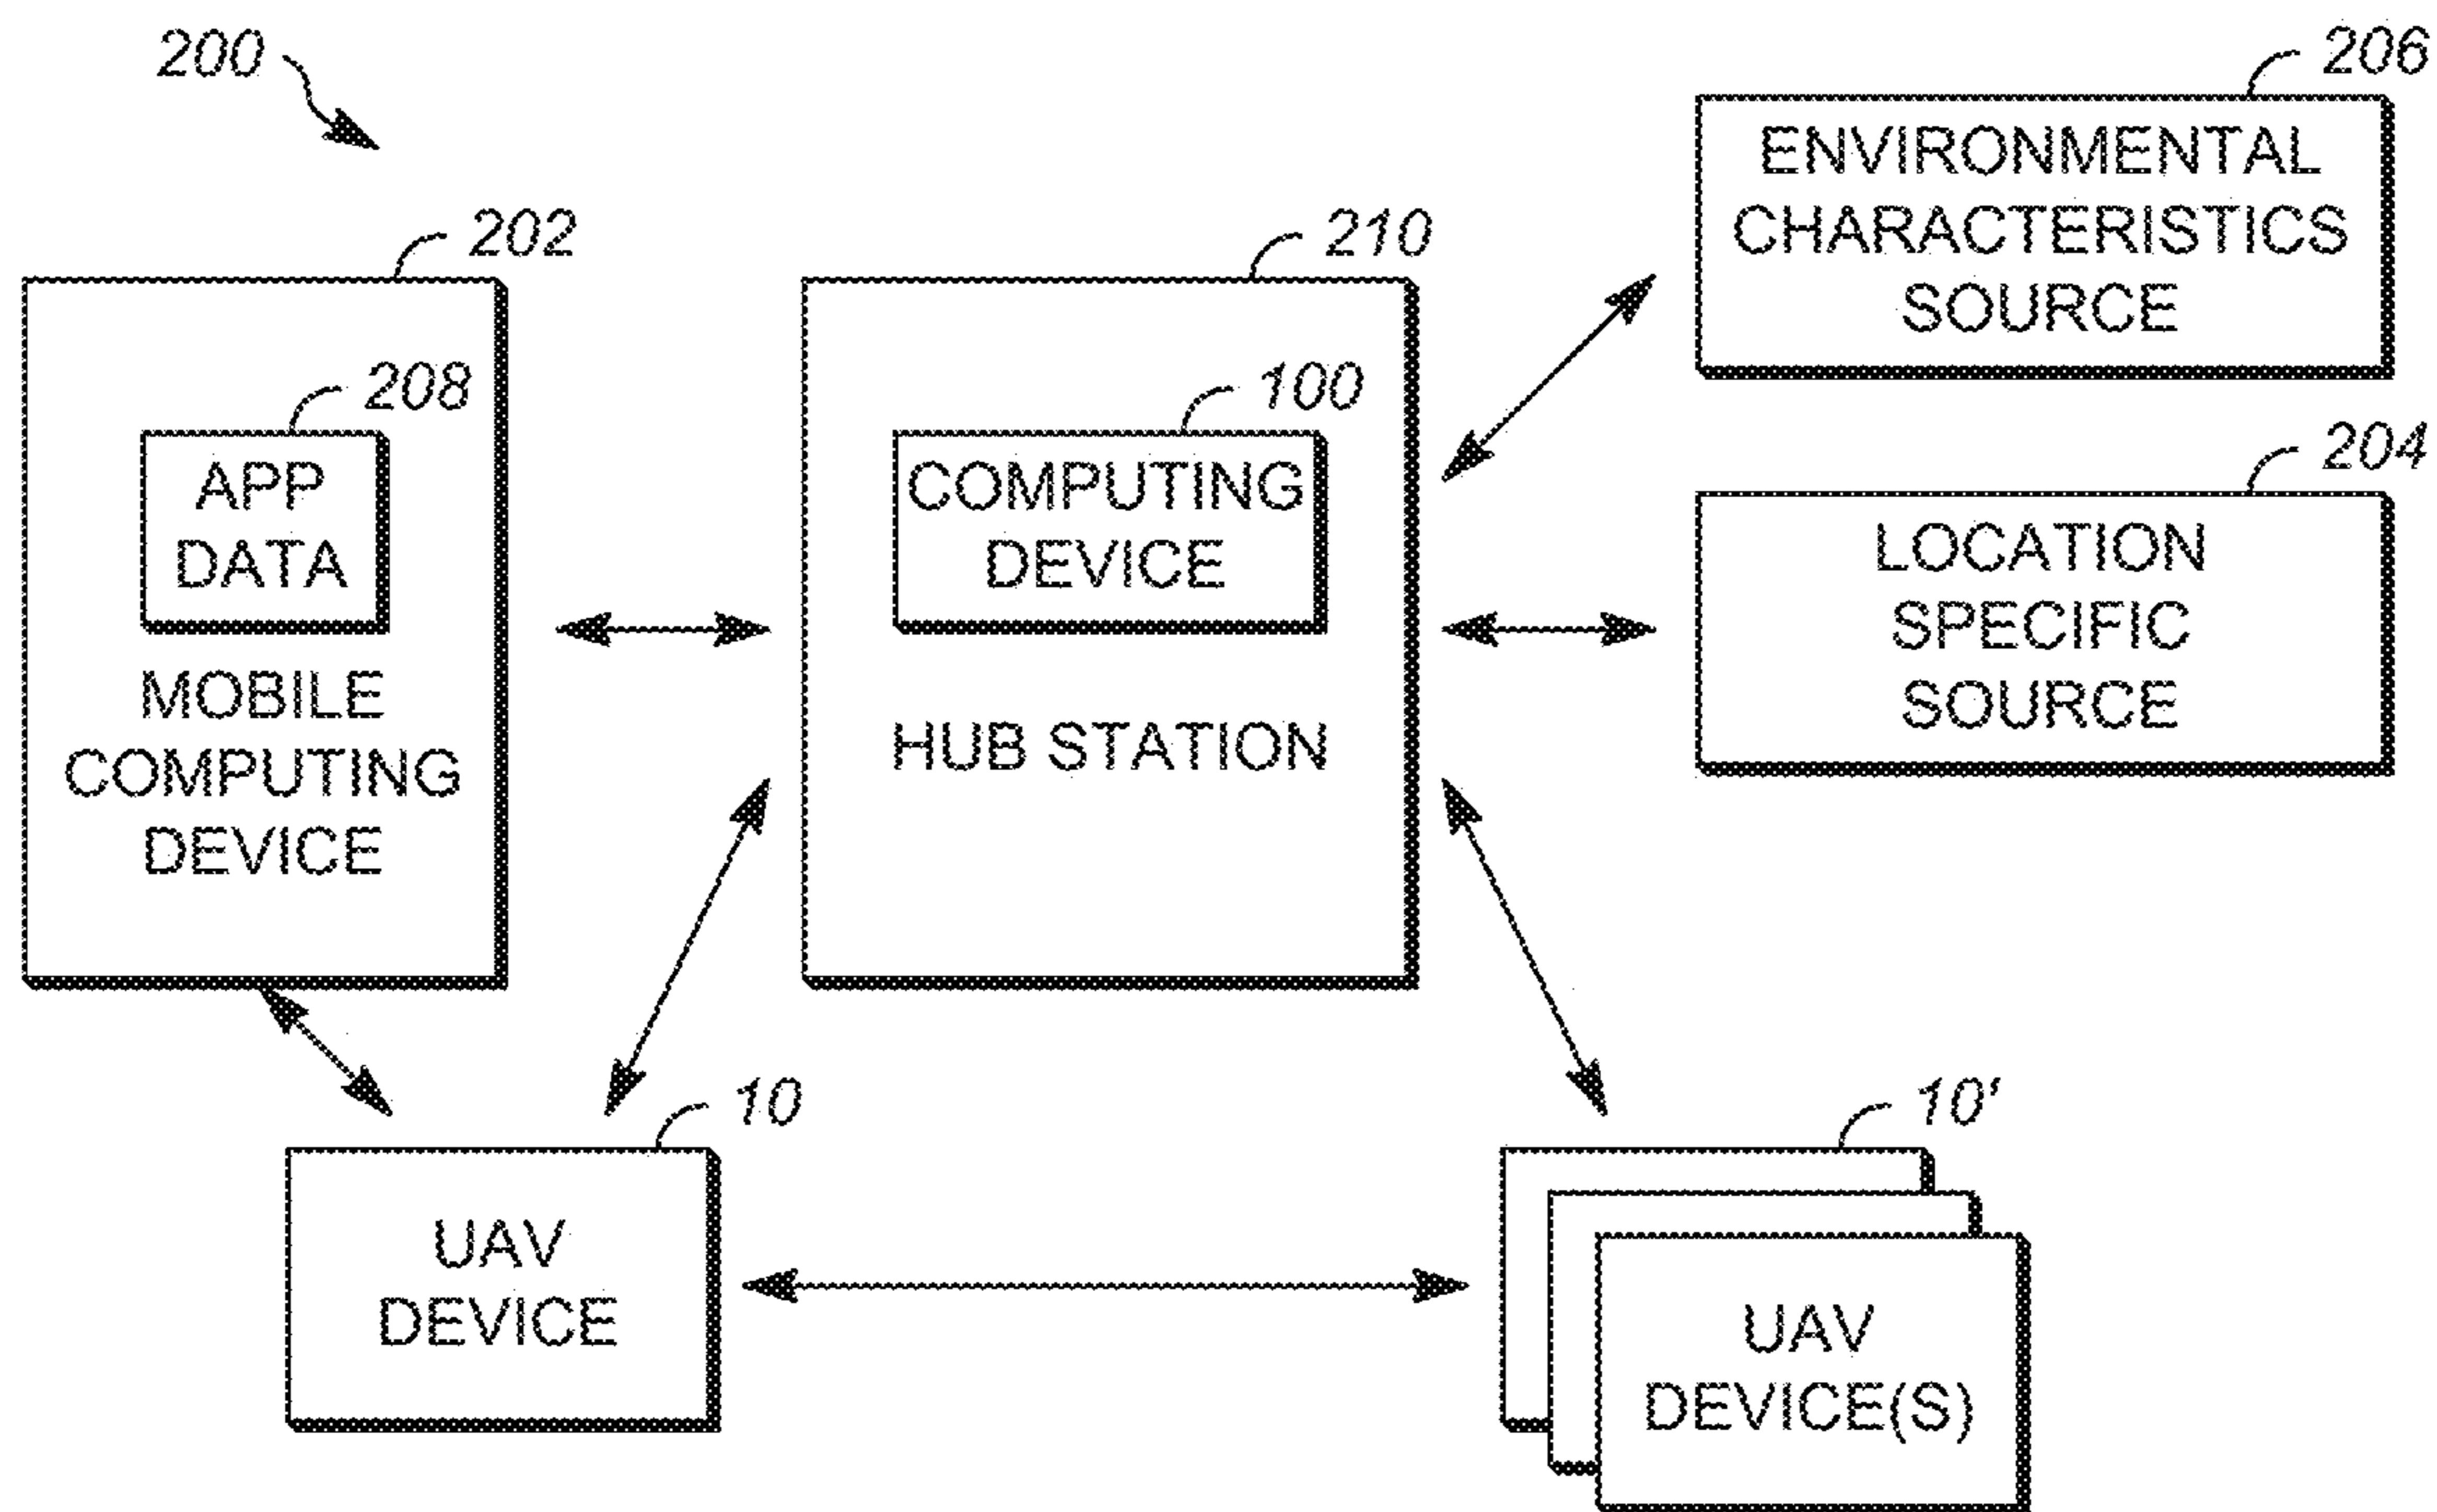 200
206
ENVIRONMENTAL
CHARACTERISTICS
SOURCE
202
208
APP
DATA
MOBILE
COMPUTING
DEVICE
210
100
COMPUTING
DEVICE
HUB STATION
204
LOCATION
SPECIFIC
SOURCE
10
UAV
DEVICE
10'
UAV
DEVICE(S)